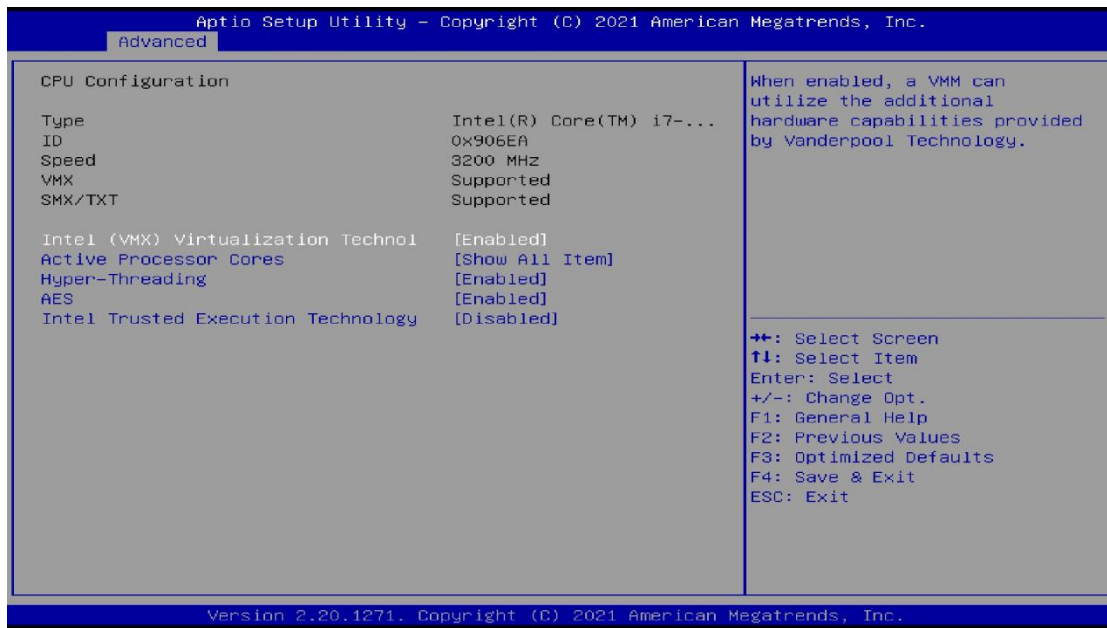 Aptio Setup Utility – Copyright (C) 2021 American Megatrends, Inc.
Advanced
CPU Configuration
Type Intel(R) Core(TM) i7-...
ID 0x906EA
Speed 3200 MHz
VMX Supported
SMX/TXT Supported
Intel (VMX) Virtualization Technol [Enabled]
Active Processor Cores [Show All Item]
Hyper-Threading [Enabled]
AES [Enabled]
Intel Trusted Execution Technology [Disabled]
When enabled, a VMM can
utilize the additional
hardware capabilities provided
by Vanderpool Technology.
→←: Select Screen
↑↓: Select Item
Enter: Select
+/-: Change Opt.
F1: General Help
F2: Previous Values
F3: Optimized Defaults
F4: Save & Exit
ESC: Exit
Version 2.20.1271. Copyright (C) 2021 American Megatrends, Inc.